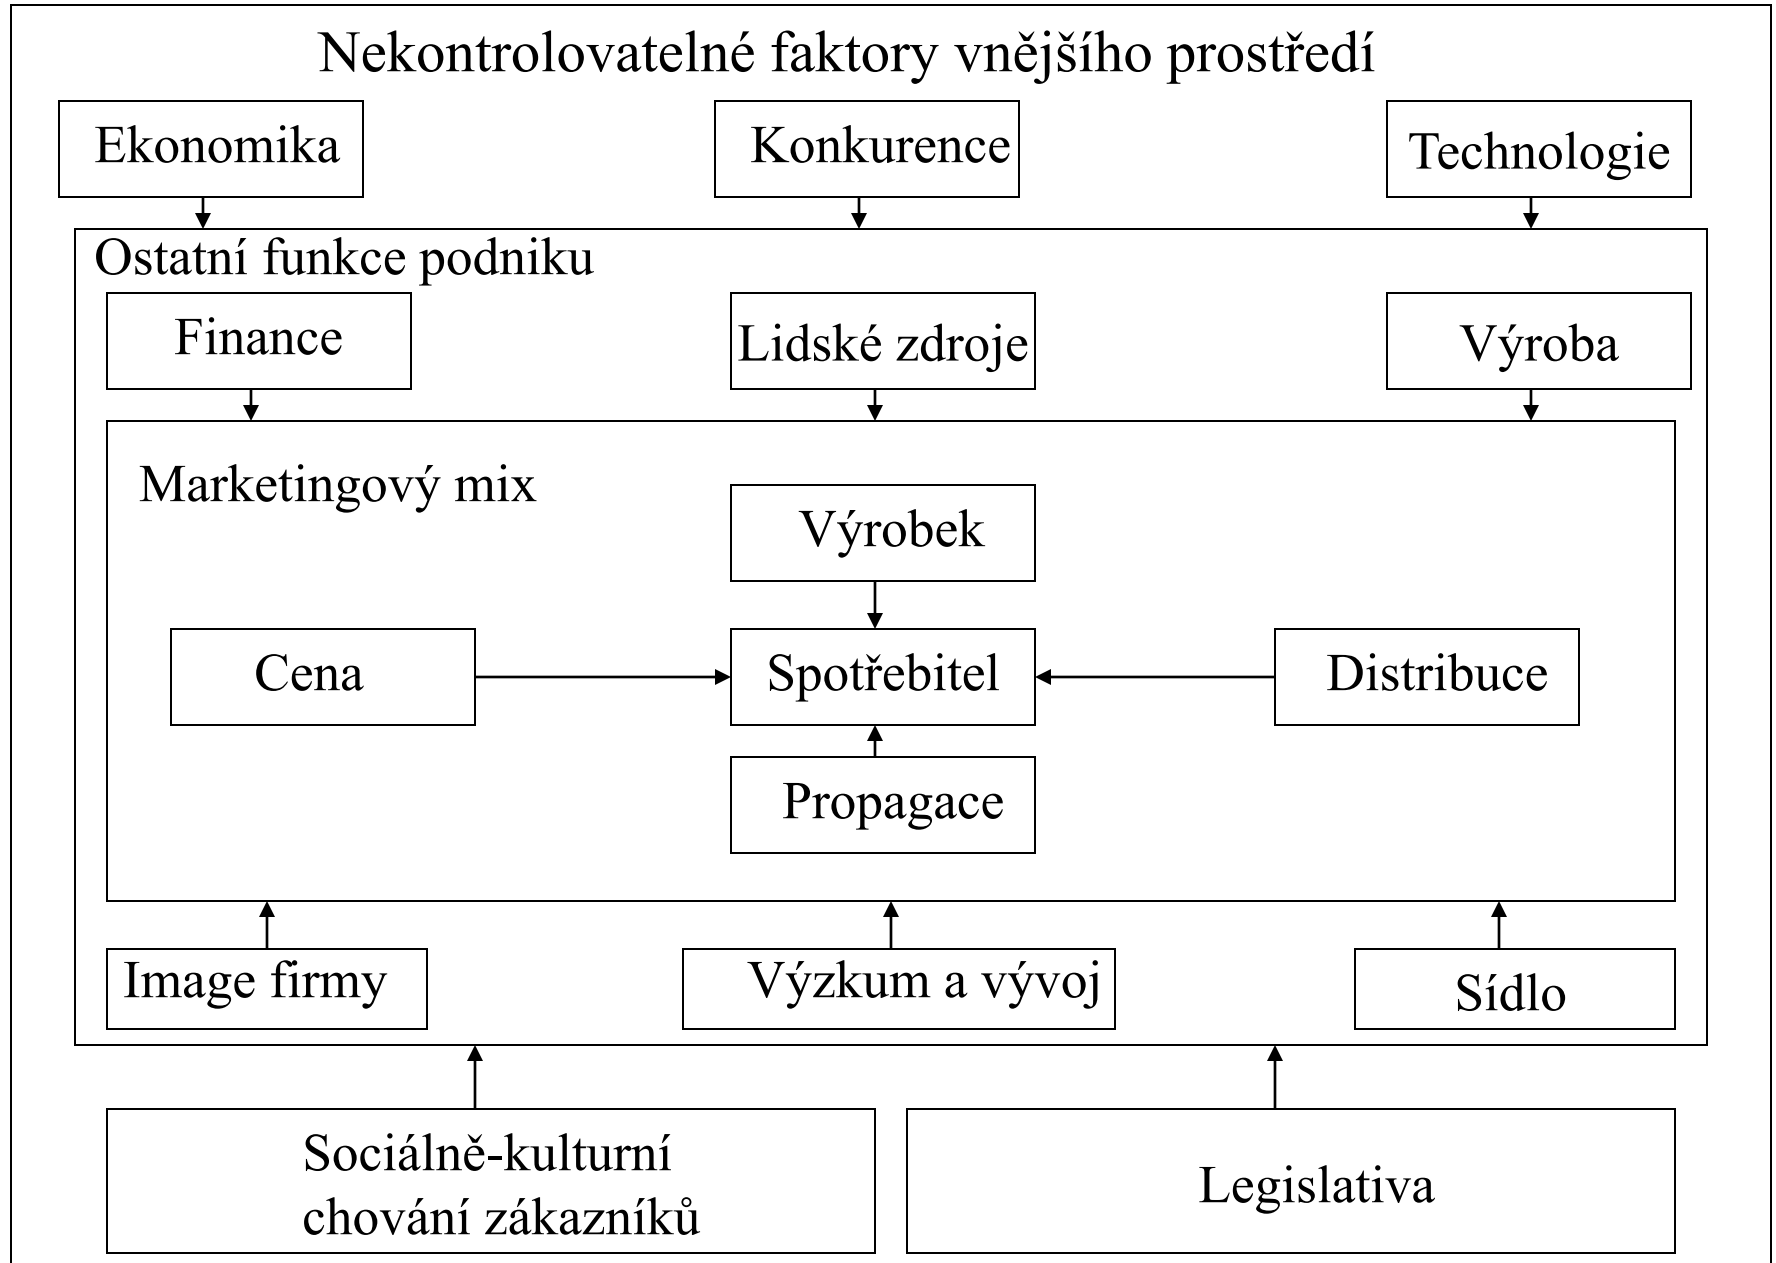 Nekontrolovatelné faktory vnějšího prostředí
Ekonomika
Konkurence
Technologie
Ostatní funkce podniku
Finance
Lidské zdroje
Výroba
Marketingový mix
Výrobek
Cena
Spotřebitel
Distribuce
Propagace
Image firmy
Výzkum a vývoj
Sídlo
Sociálně-kulturní
chování zákazníků
Legislativa